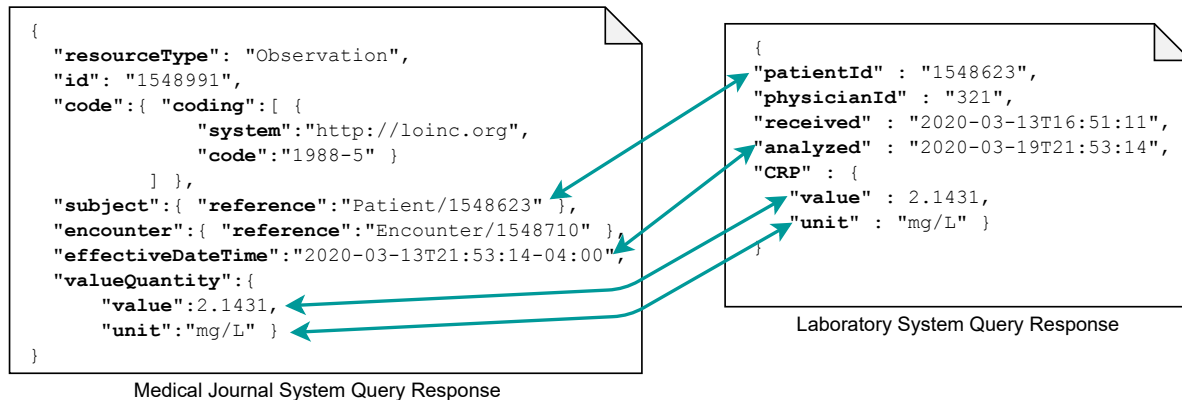 {
"resourceType": "Observation",
"id": "1548991",
"code":{ "coding":[ {
"system":"http://loinc.org",
"code":"1988-5" }
] },
"subject":{ "reference":"Patient/1548623" },
"encounter":{ "reference":"Encounter/1548710" },
"effectiveDateTime":"2020-03-13T21:53:14-04:00",
"valueQuantity":{
"value":2.1431,
"unit":"mg/L" }
}
Medical Journal System Query Response
{
"patientId" : "1548623",
"physicianId" : "321",
"received" : "2020-03-13T16:51:11",
"analyzed" : "2020-03-19T21:53:14",
"CRP" : {
"value" : 2.1431,
"unit" : "mg/L" }
}
Laboratory System Query Response